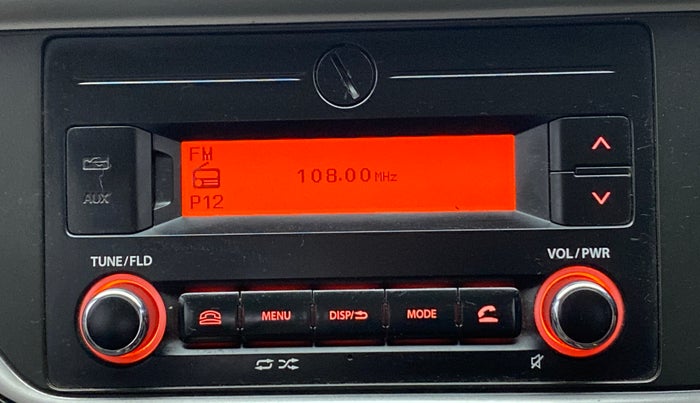 FM
108.00 MHz
P12
AUX
TUNE/FLD
VOL/PWR
MENU
DISP/
MODE